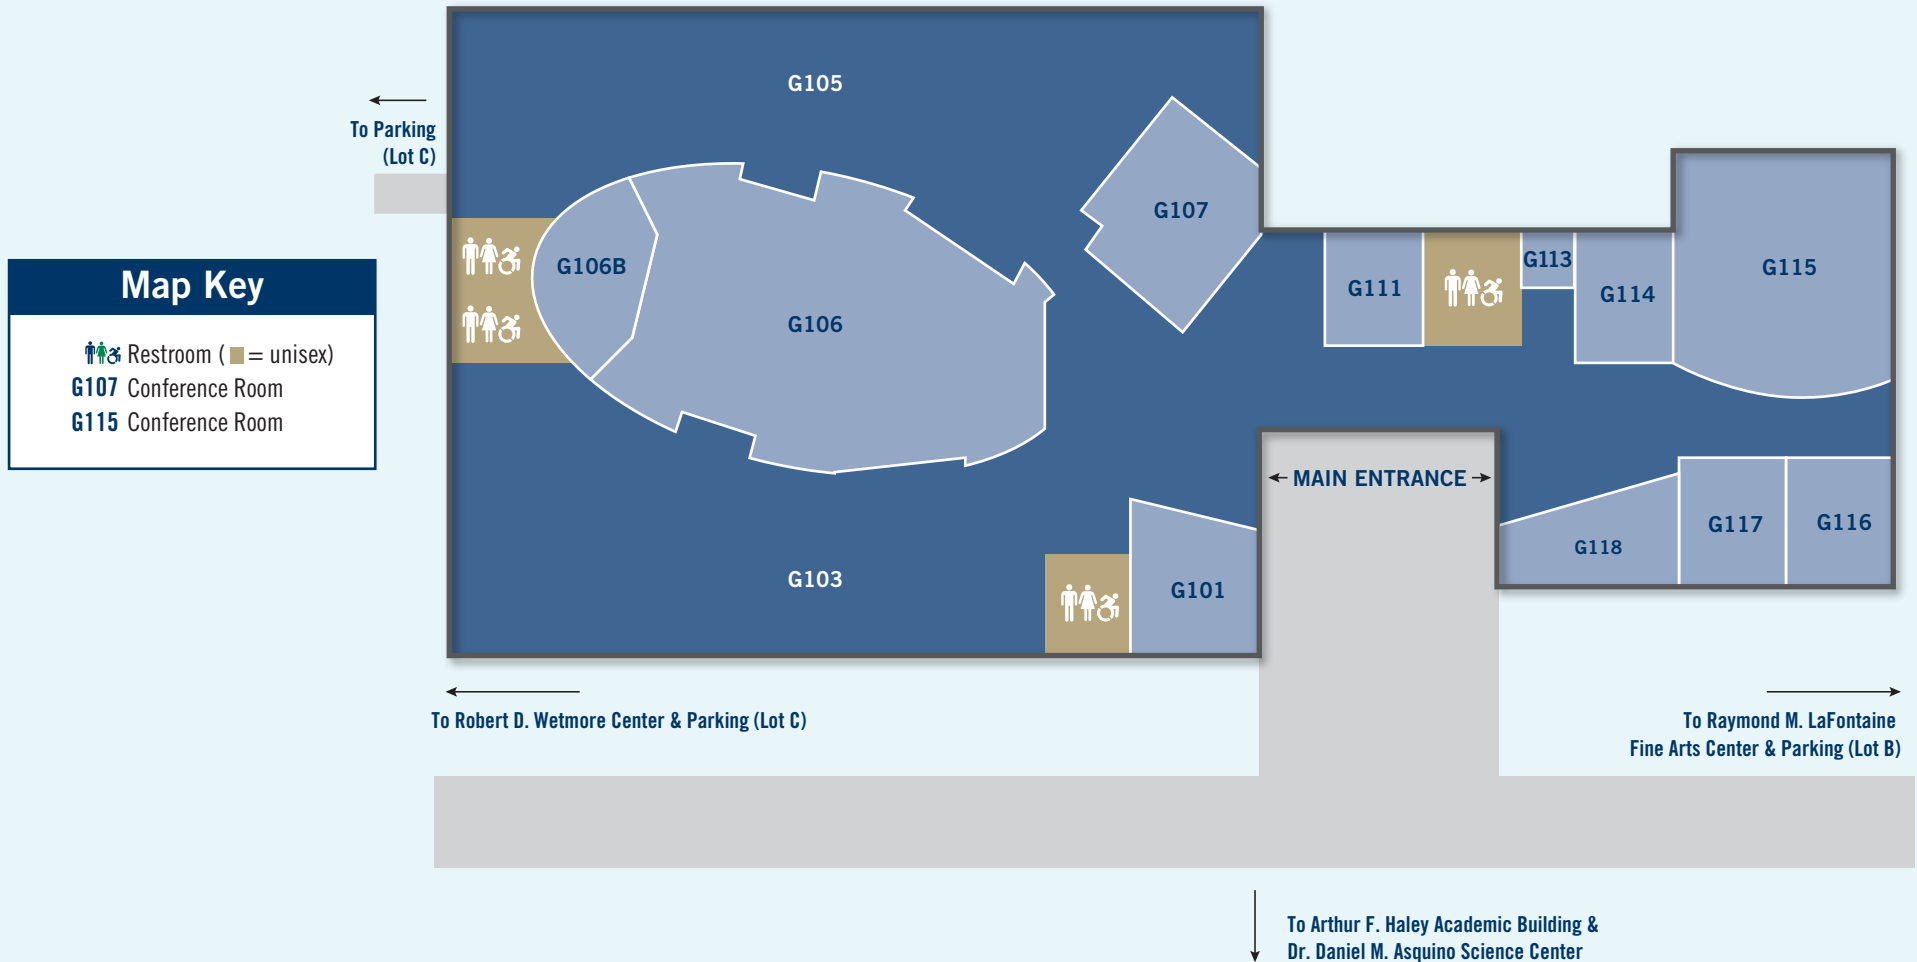 G105
To Parking
(Lot C)
G107
G106B
G106
G111
G113
G114
G115
Map Key
Restroom ( = unisex)
G107 Conference Room
G115 Conference Room
MAIN ENTRANCE
G103
G101
G118
G117
G116
To Robert D. Wetmore Center & Parking (Lot C)
To Raymond M. LaFontaine
Fine Arts Center & Parking (Lot B)
To Arthur F. Haley Academic Building &
Dr. Daniel M. Asquino Science Center